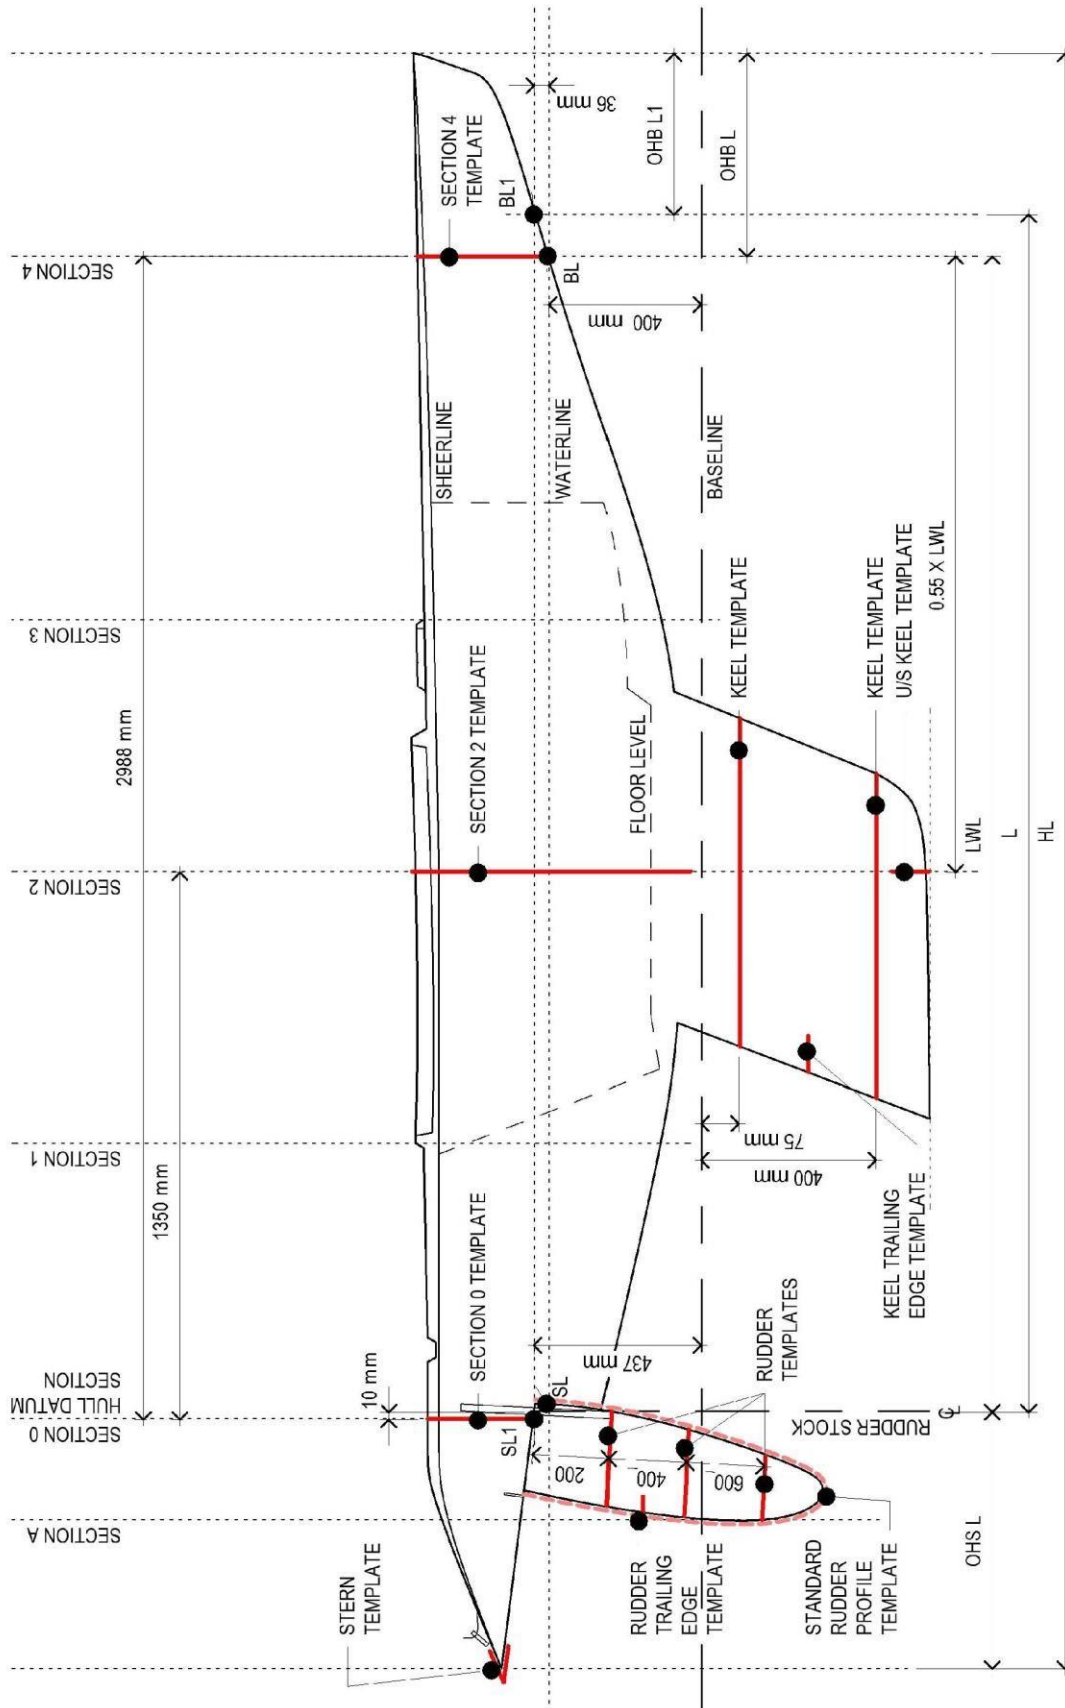 SECTION 4
SECTION 3
SECTION 2
SECTION 1
HULL DATUM
SECTION
SECTION 0
SECTION A
2988 mm
1350 mm
10 mm
36 mm
SECTION 4
TEMPLATE
BL1
BL
OHB L1
OHB L
400 mm
SHEERLINE
WATERLINE
BASELINE
SECTION 2 TEMPLATE
FLOOR LEVEL
KEEL TEMPLATE
KEEL TEMPLATE
U/S KEEL TEMPLATE
0.55 X LWL
LWL
L
HL
SECTION 0 TEMPLATE
75 mm
400 mm
KEEL TRAILING
EDGE TEMPLATE
437 mm
RUDDER
TEMPLATES
SL
SL1
200
400
600
RUDDER STOCK
℄
STERN
TEMPLATE
RUDDER
TRAILING
EDGE
TEMPLATE
STANDARD
RUDDER
PROFILE
TEMPLATE
OHS L